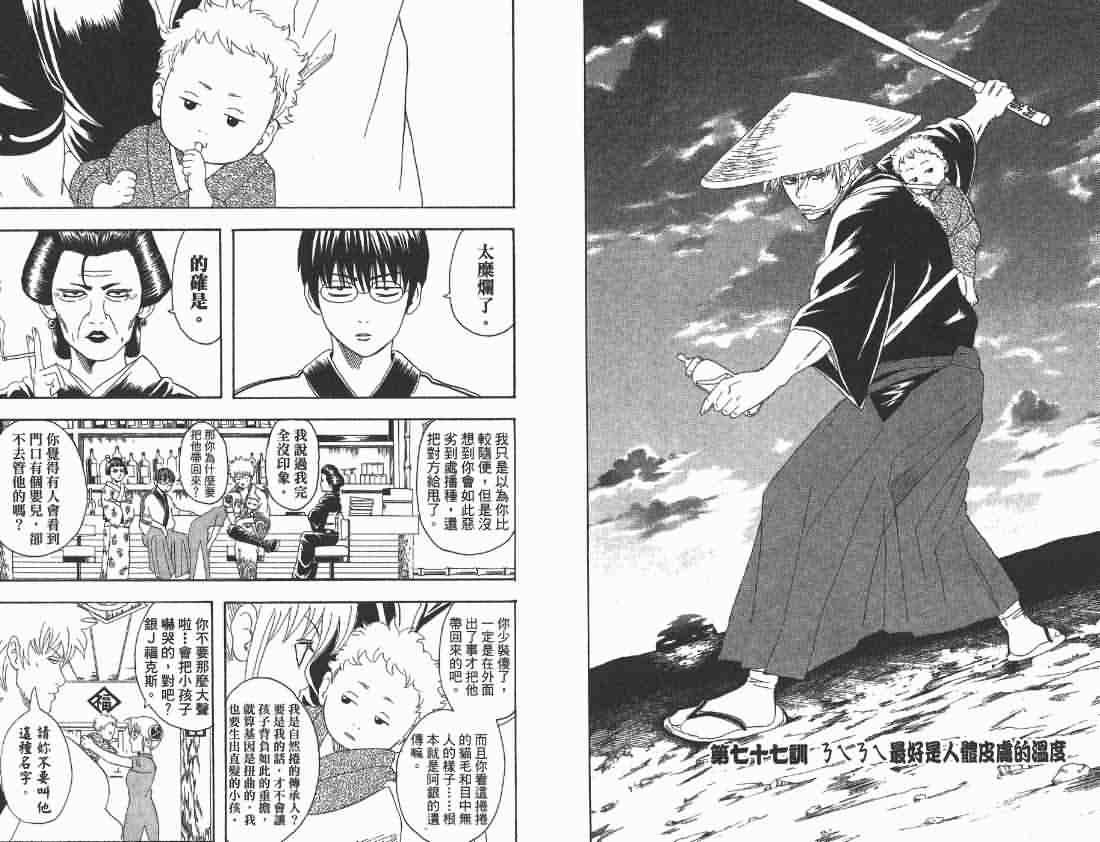 第七十七訓 ㄋㄟㄋㄟ最好是人體皮膚的溫度
太糜爛了。
的確是。
我只是以為你比
較隨便，但是沒
想到你會如此惡
劣到處播種，還
把對方給甩了。
我說過我完
全沒印象。
那你為什麼要
把他帶回來？
你覺得有人會看到
門口有個嬰兒，卻
不去管他的嗎？
你少裝傻了，
一定是在外面
出了事才把他
帶回來的吧。
而且你看這捲捲
的貓毛和目中無
人的樣子……根
本就是阿銀的遺
傳嘛。
我是自然捲的傳承人？
要是我的話，才不會讓
孩子背負如此的重擔，
就算基因是扭曲的，我
也要生出直髮的小孩。
你不要那麼大聲
啦…會把小孩子
嚇哭的，對吧？
銀J福克斯。
福
請妳不要叫他
這種名字。